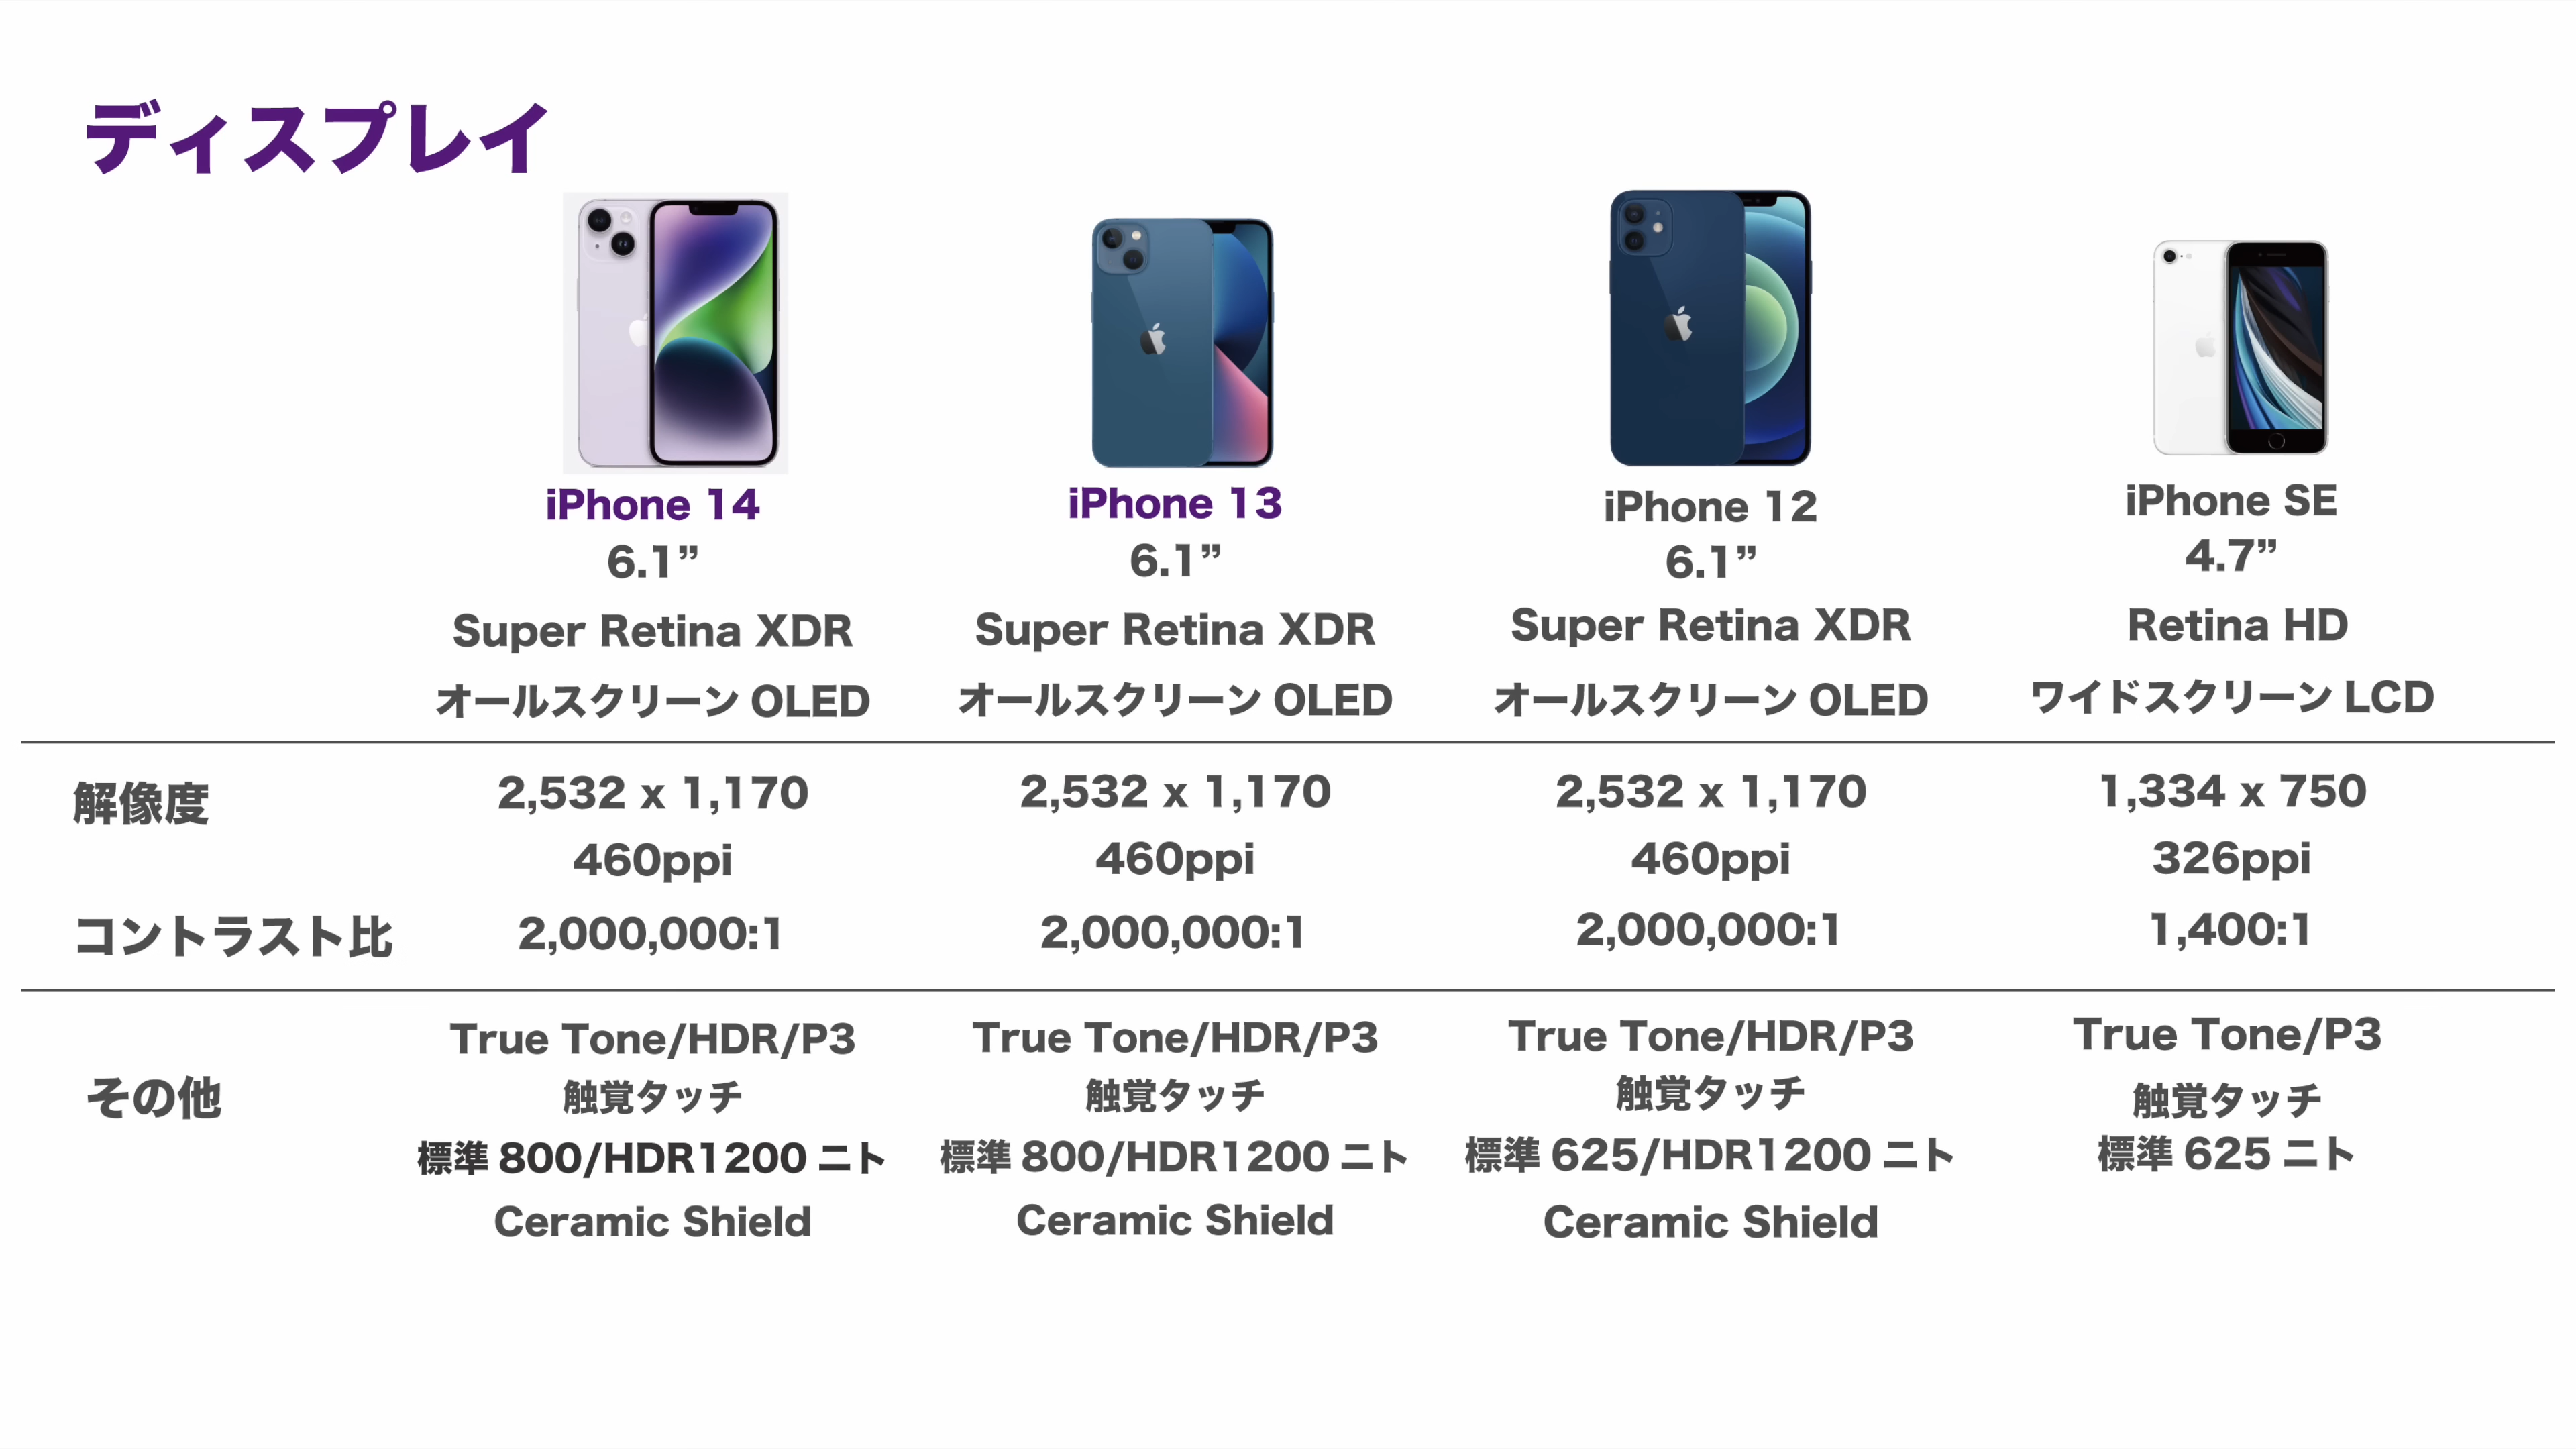 ディスプレイ
iPhone 14 iPhone 13 iPhone 12 iPhone SE
6.1” 6.1” 6.1” 4.7”
Super Retina XDR Super Retina XDR Super Retina XDR Retina HD
オールスクリーン OLED オールスクリーン OLED オールスクリーン OLED ワイドスクリーン LCD
解像度 2,532 x 1,170 2,532 x 1,170 2,532 x 1,170 1,334 x 750
460ppi 460ppi 460ppi 326ppi
コントラスト比 2,000,000:1 2,000,000:1 2,000,000:1 1,400:1
True Tone/HDR/P3 True Tone/HDR/P3 True Tone/HDR/P3 True Tone/P3
その他 触覚タッチ 触覚タッチ 触覚タッチ 触覚タッチ
標準 800/HDR1200 ニト 標準 800/HDR1200 ニト 標準 625/HDR1200 ニト 標準 625 ニト
Ceramic Shield Ceramic Shield Ceramic Shield